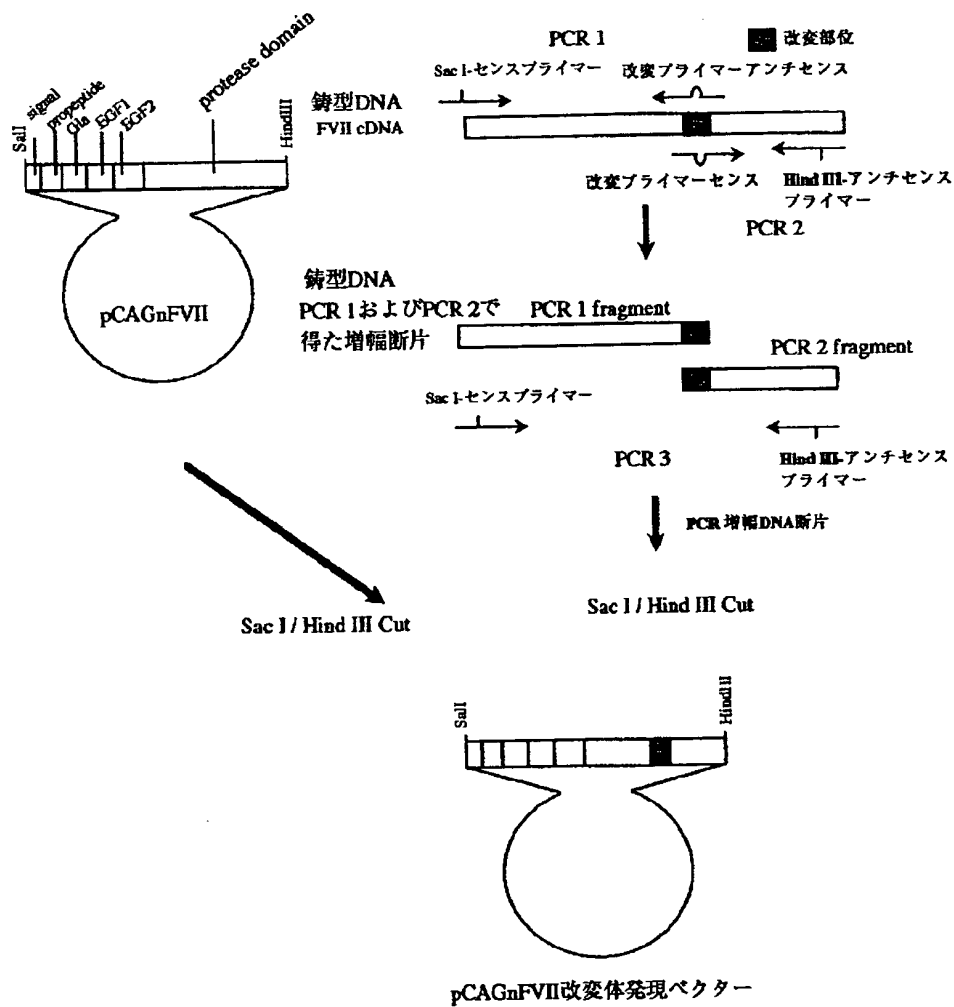 SalI
signal
propeptide
Gla
EGF1
EGF2
protease domain
HindIII
pCAGnFVII
PCR 1
改変部位
Sac I-センスプライマー
改変プライマーアンチセンス
鋳型DNA
FVII cDNA
改変プライマーセンス
Hind III-アンチセンス
プライマー
PCR 2
鋳型DNA
PCR 1およびPCR 2で
得た増幅断片
PCR 1 fragment
PCR 2 fragment
Sac I-センスプライマー
PCR 3
Hind III-アンチセンス
プライマー
PCR 増幅DNA断片
Sac I / Hind III Cut
Sac I / Hind III Cut
SalI
HindIII
pCAGnFVII改変体発現ベクター